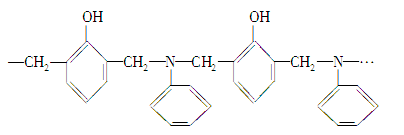 OH OH
—CH₂ CH₂—N—CH₂ CH₂—N—···